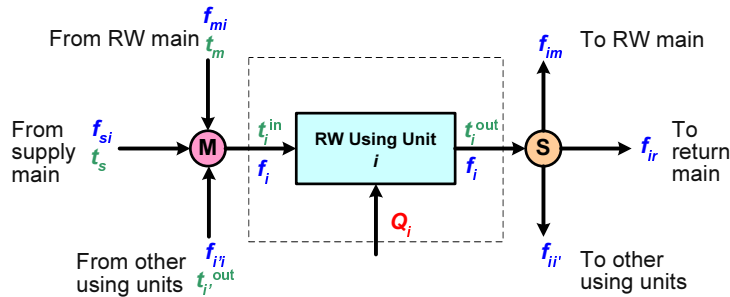 From RW main
f_mi
t_m
f_im
To RW main
From
supply
main
f_si
t_s
M
t_i^in
f_i
RW Using Unit
i
t_i^out
f_i
S
f_ir
To
return
main
Q_i
From other
using units
f_i'i
t_i'^out
f_ii'
To other
using units